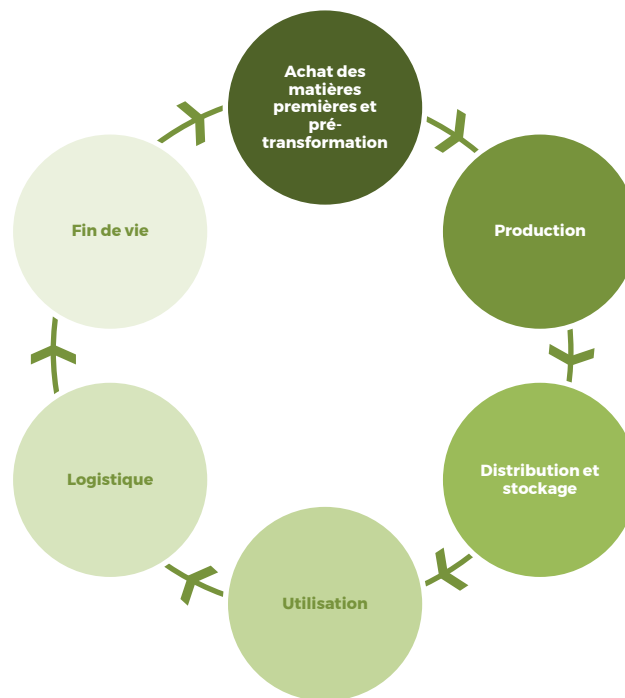 Achat des
matières
premières et
pré-
transformation
Production
Distribution et
stockage
Utilisation
Logistique
Fin de vie